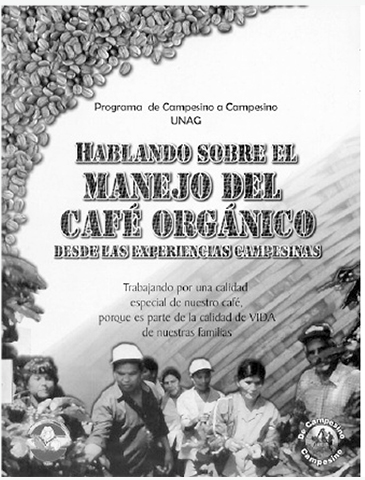 Programa de Campesino a Campesino
UNAG
HABLANDO SOBRE EL
MANEJO DEL
CAFÉ ORGÁNICO
DESDE LAS EXPERIENCIAS CAMPESINAS
Trabajando por una calidad
especial de nuestro café,
porque es parte de la calidad de VIDA
de nuestras familias
De Campesino
a
Campesino